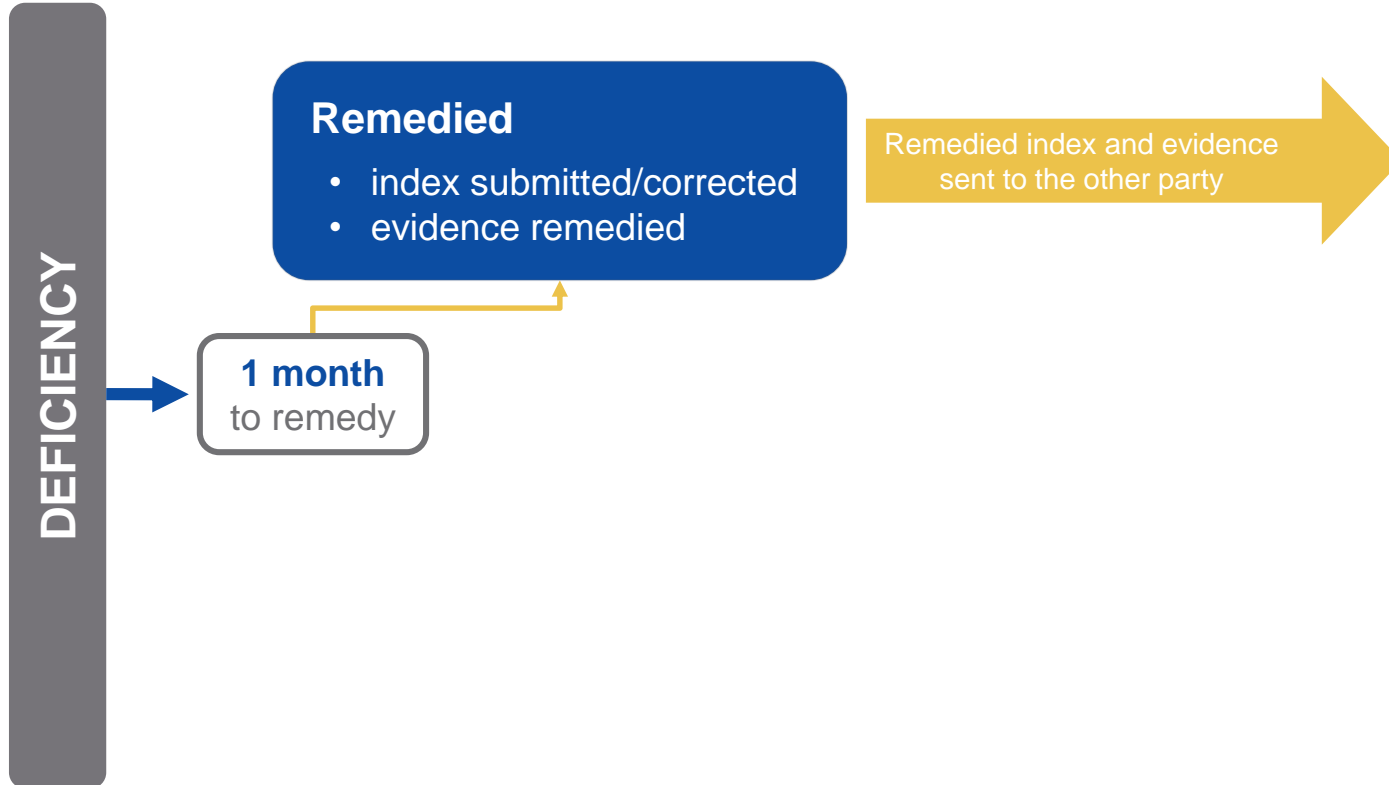 DEFICIENCY
Remedied
• index submitted/corrected
• evidence remedied
Remedied index and evidence
sent to the other party
1 month
to remedy